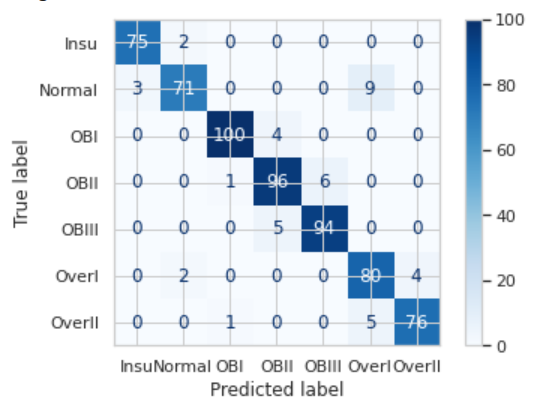 100
Insu 75 2 0 0 0 0 0
Normal 3 71 0 0 0 9 0
80
OBI 0 0 100 4 0 0 0
60
OBII 0 0 1 96 6 0 0
40
OBIII 0 0 0 5 94 0 0
OverI 0 2 0 0 0 80 4
20
OverII 0 0 1 0 0 5 76
0
Insu Normal OBI OBII OBIII OverI OverII
Predicted label
True label